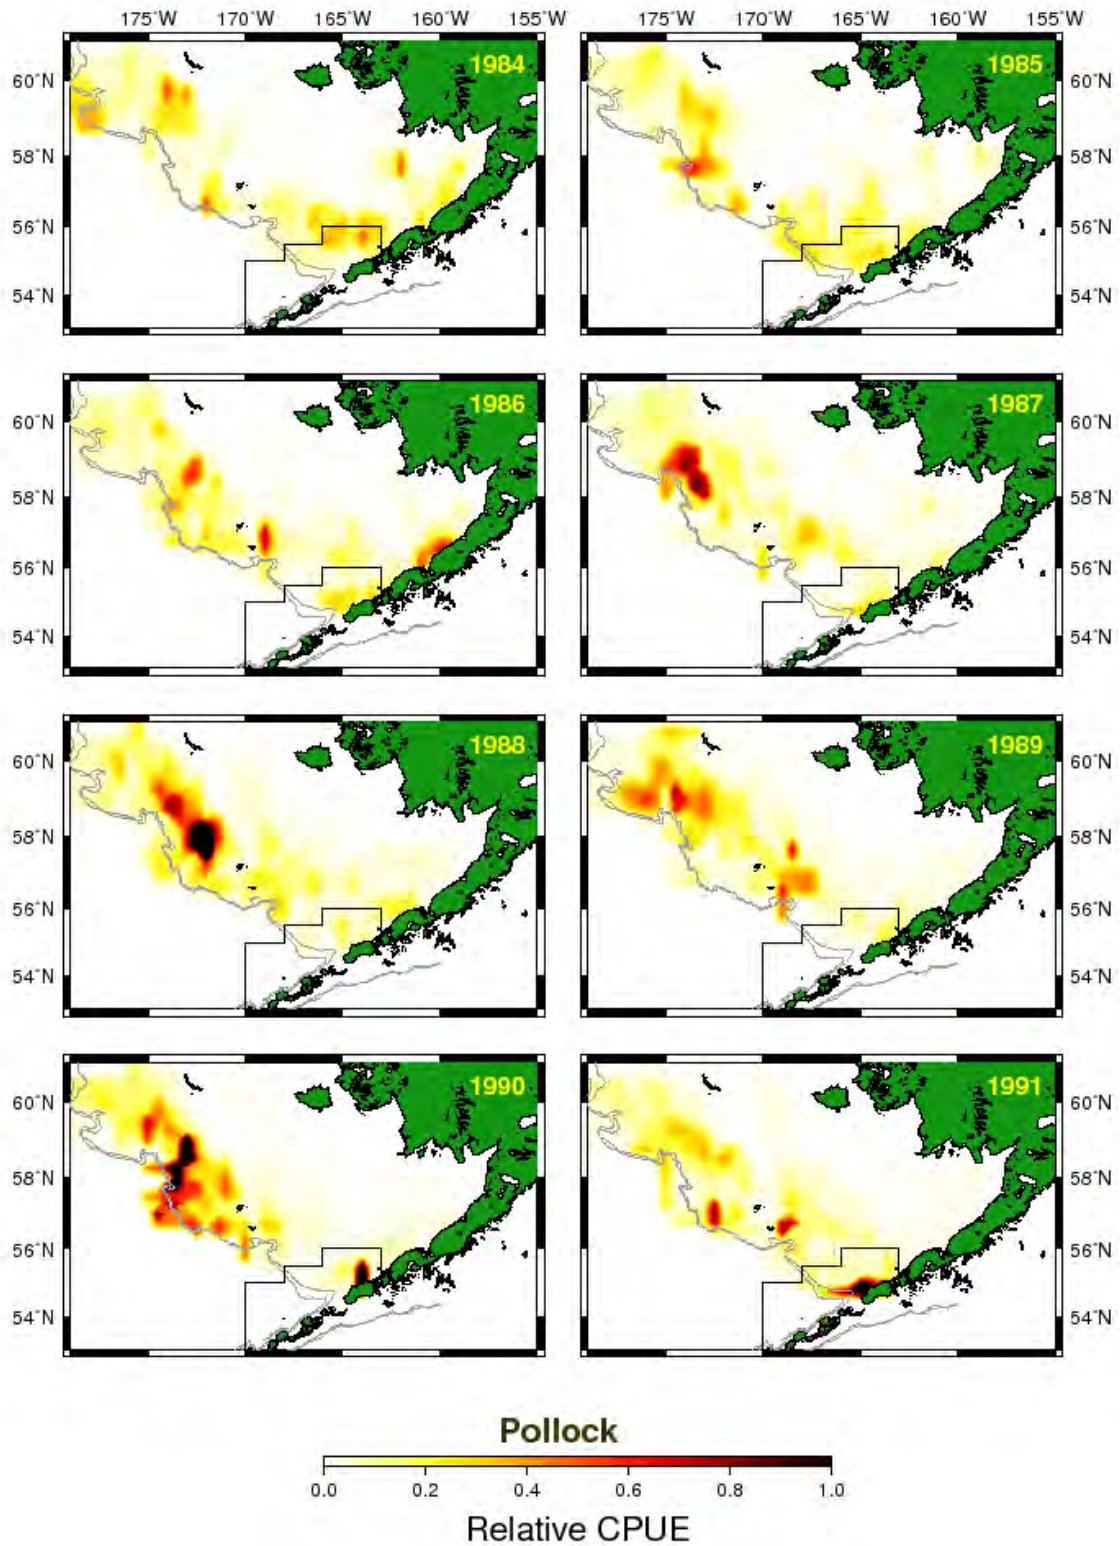 175°W 170°W 165°W 160°W 155°W 175°W 170°W 165°W 160°W 155°W
60°N 1984 1985 60°N
58°N 58°N
56°N 56°N
54°N 54°N
60°N 1986 1987 60°N
58°N 58°N
56°N 56°N
54°N 54°N
60°N 1988 1989 60°N
58°N 58°N
56°N 56°N
54°N 54°N
60°N 1990 1991 60°N
58°N 58°N
56°N 56°N
54°N 54°N
Pollock
0.0 0.2 0.4 0.6 0.8 1.0
Relative CPUE